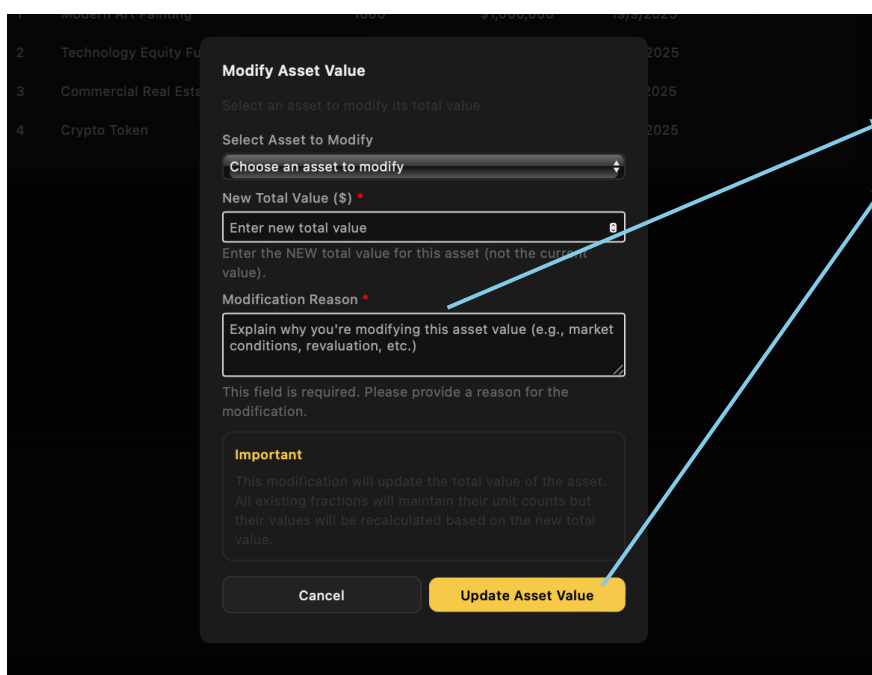 1 Modern Art Painting 1000 $1,000,000 19/9/2025
2 Technology Equity Fu 2025
3 Commercial Real Esta 2025
4 Crypto Token 2025
Modify Asset Value
Select an asset to modify its total value.
Select Asset to Modify
Choose an asset to modify
New Total Value ($) *
Enter new total value
Enter the NEW total value for this asset (not the current
value).
Modification Reason *
Explain why you're modifying this asset value (e.g., market
conditions, revaluation, etc.)
This field is required. Please provide a reason for the
modification.
Important
This modification will update the total value of the asset.
All existing fractions will maintain their unit counts but
their values will be recalculated based on the new total
value.
Cancel
Update Asset Value